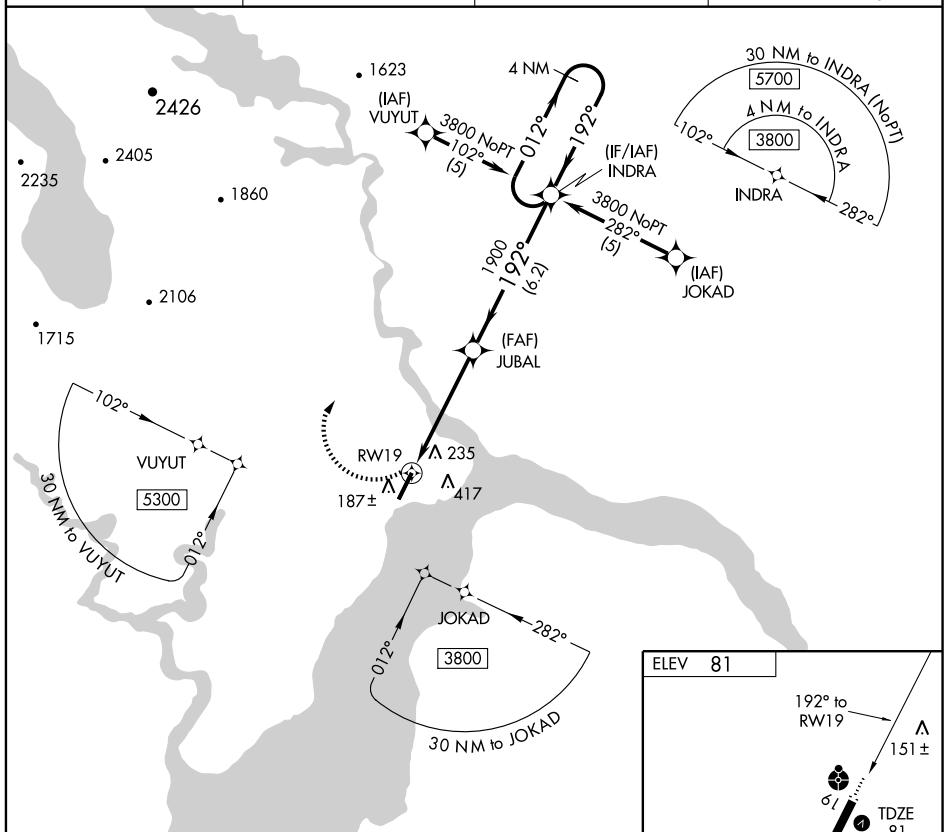 1623
2426
2405
2235
1860
2106
1715
(IAF)
VUYUT
3800 NoPT
102°
(5)
4 NM
012°
192°
(IF/IAF)
INDRA
3800 NoPT
282°
(5)
(IAF)
JOKAD
30 NM to INDRA (NoPT)
5700
4 NM to INDRA
3800
102°
INDRA
282°
1900
192°
(6.2)
(FAF)
JUBAL
RW19
235
187±
417
102°
VUYUT
5300
012°
30 NM to VUYUT
JOKAD
012°
282°
3800
30 NM to JOKAD
ELEV 81
192° to
RW19
151±
19
TDZE
81